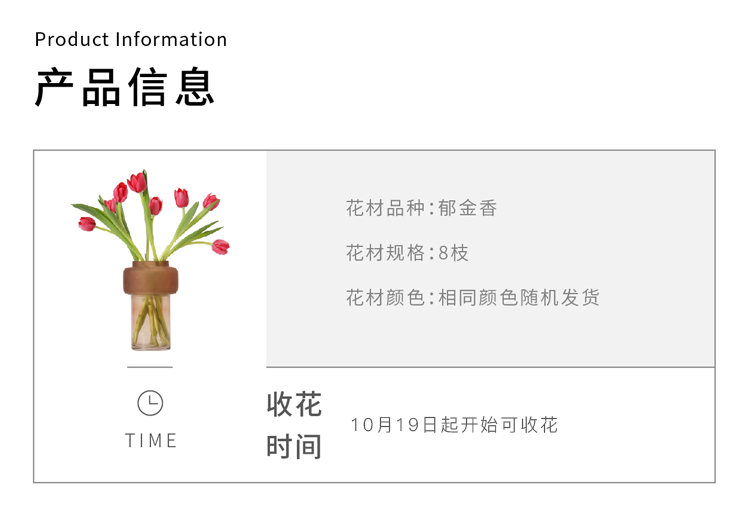 Product Information
产品信息
花材品种：郁金香
花材规格：8枝
花材颜色：相同颜色随机发货
TIME
收花
时间
10月19日起开始可收花